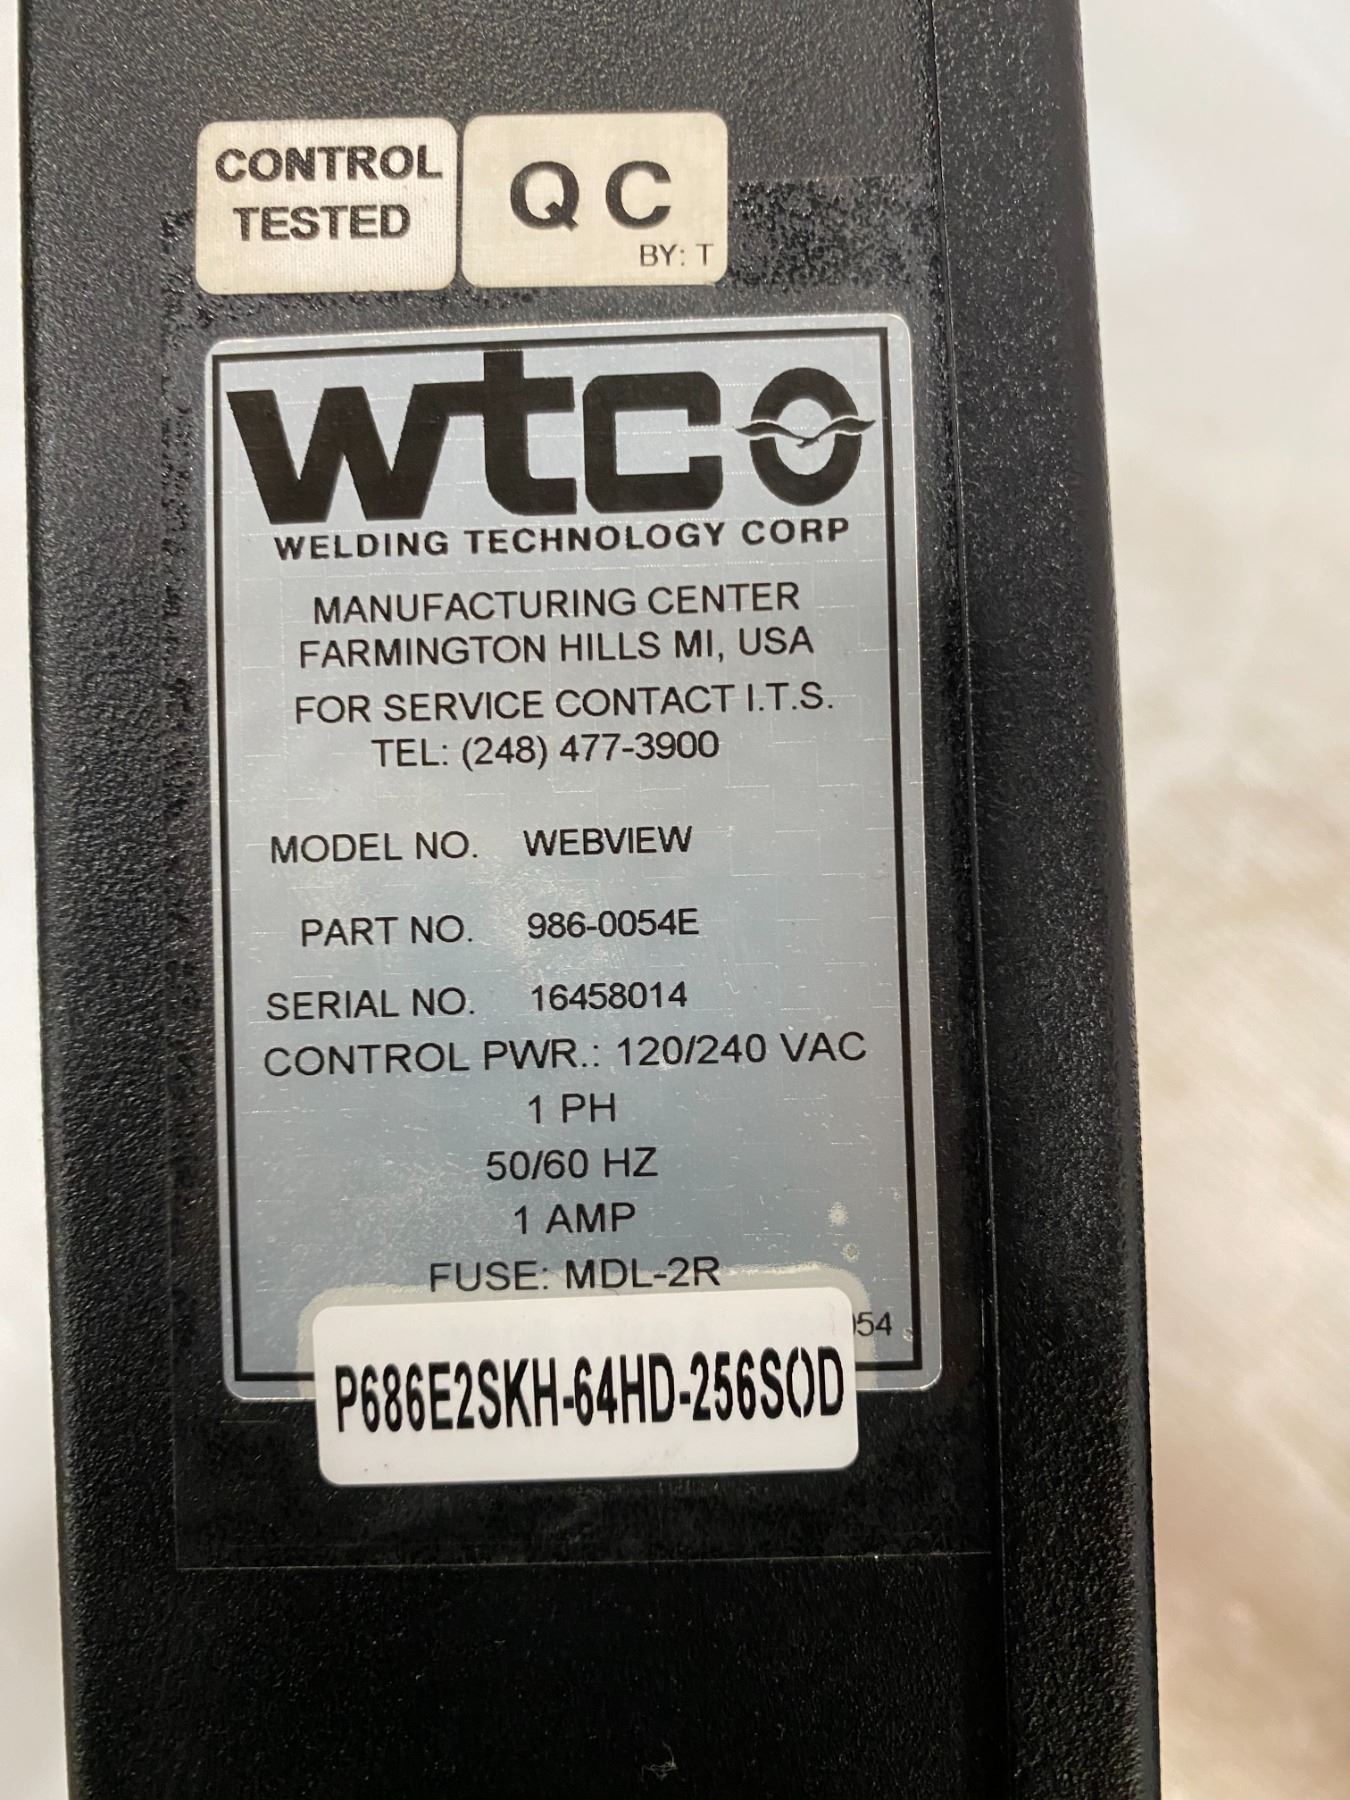 CONTROL
TESTED
Q C
BY: T
wtco
WELDING TECHNOLOGY CORP
MANUFACTURING CENTER
FARMINGTON HILLS MI, USA
FOR SERVICE CONTACT I.T.S.
TEL: (248) 477-3900
MODEL NO. WEBVIEW
PART NO. 986-0054E
SERIAL NO. 16458014
CONTROL PWR.: 120/240 VAC
1 PH
50/60 HZ
1 AMP
FUSE: MDL-2R
P686E2SKH-64HD-256SOD